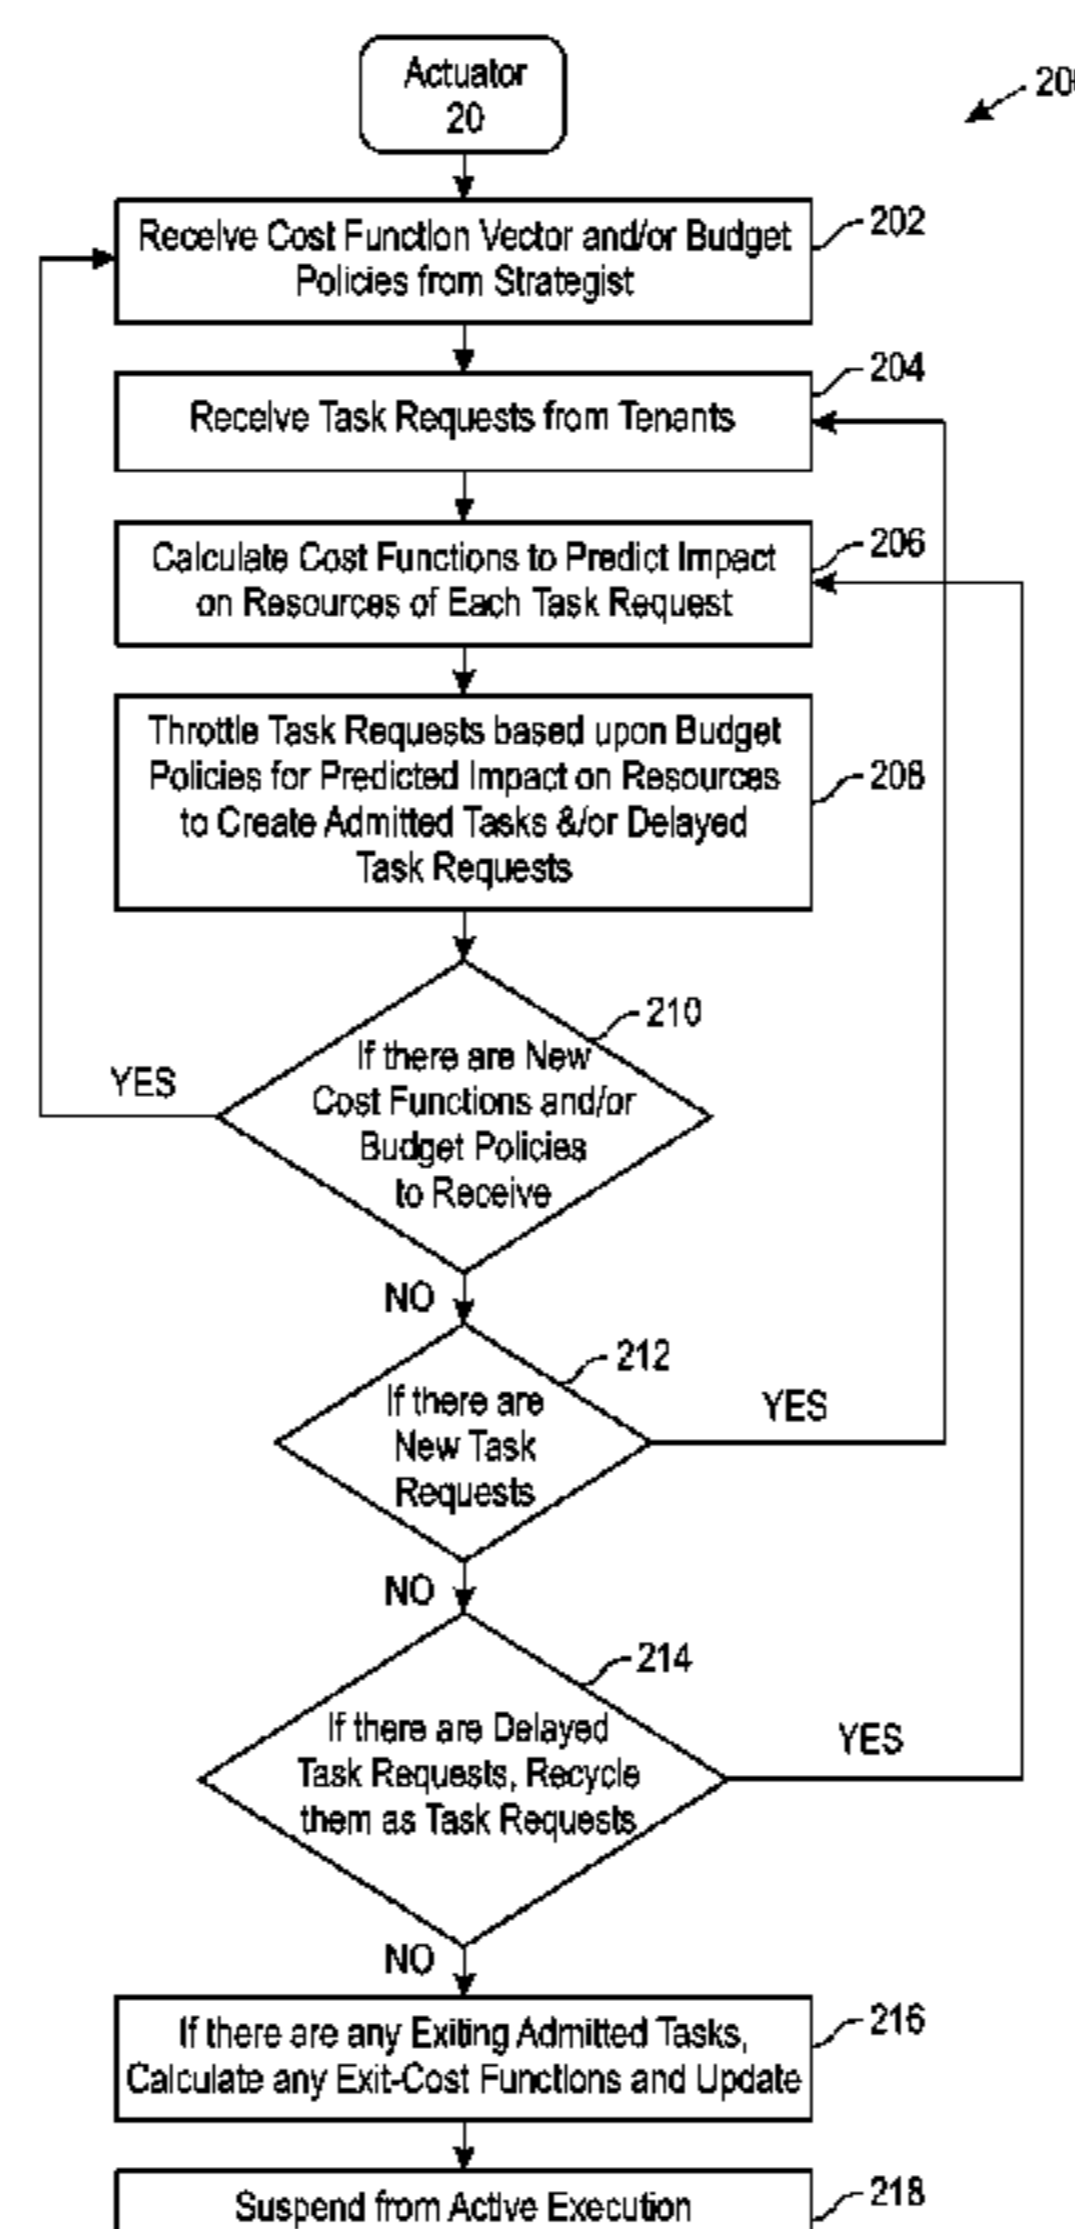 Actuator
20
Receive Cost Function Vector and/or Budget
Policies from Strategist
202
Receive Task Requests from Tenants
204
Calculate Cost Functions to Predict Impact
on Resources of Each Task Request
206
Throttle Task Requests based upon Budget
Policies for Predicted Impact on Resources
to Create Admitted Tasks &/or Delayed
Task Requests
208
If there are New
Cost Functions and/or
Budget Policies
to Receive
210
YES
NO
If there are
New Task
Requests
212
YES
NO
If there are Delayed
Task Requests, Recycle
them as Task Requests
214
YES
NO
If there are any Exiting Admitted Tasks,
Calculate any Exit-Cost Functions and Update
216
Suspend from Active Execution
218